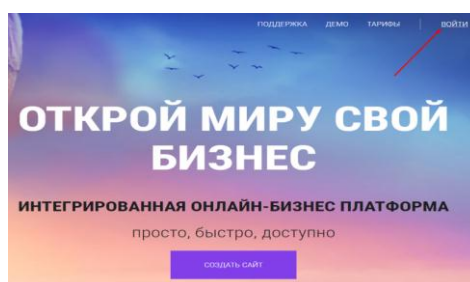 ПОДДЕРЖКА ДЕМО ТАРИФЫ ВОЙТИ
ОТКРОЙ МИРУ СВОЙ
БИЗНЕС
ИНТЕГРИРОВАННАЯ ОНЛАЙН-БИЗНЕС ПЛАТФОРМА
просто, быстро, доступно
СОЗДАТЬ САЙТ